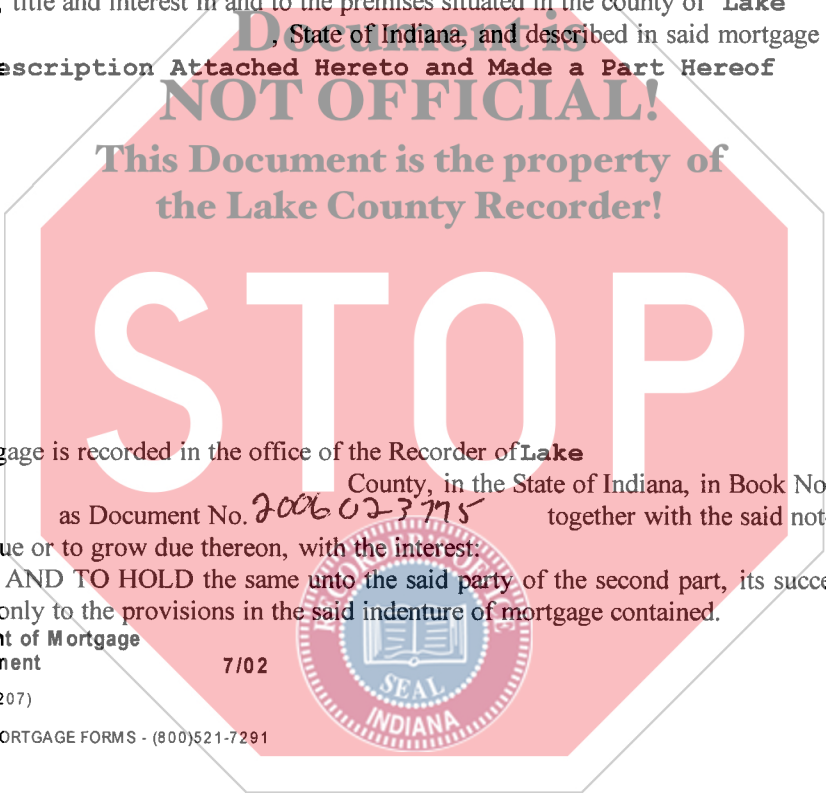 title and interest in and to the premises situated in the county of Lake
Document is
, State of Indiana, and described in said mortgage
escription Attached Hereto and Made a Part Hereof
NOT OFFICIAL!
This Document is the property of
the Lake County Recorder!
STOP
gage is recorded in the office of the Recorder of Lake
County, in the State of Indiana, in Book No
as Document No. 2006 023775 together with the said not
ue or to grow due thereon, with the interest:
AND TO HOLD the same unto the said party of the second part, its succe
only to the provisions in the said indenture of mortgage contained.
nt of Mortgage
ment 7/02
207)
ORTGAGE FORMS - (800)521-7291
SEAL
INDIANA